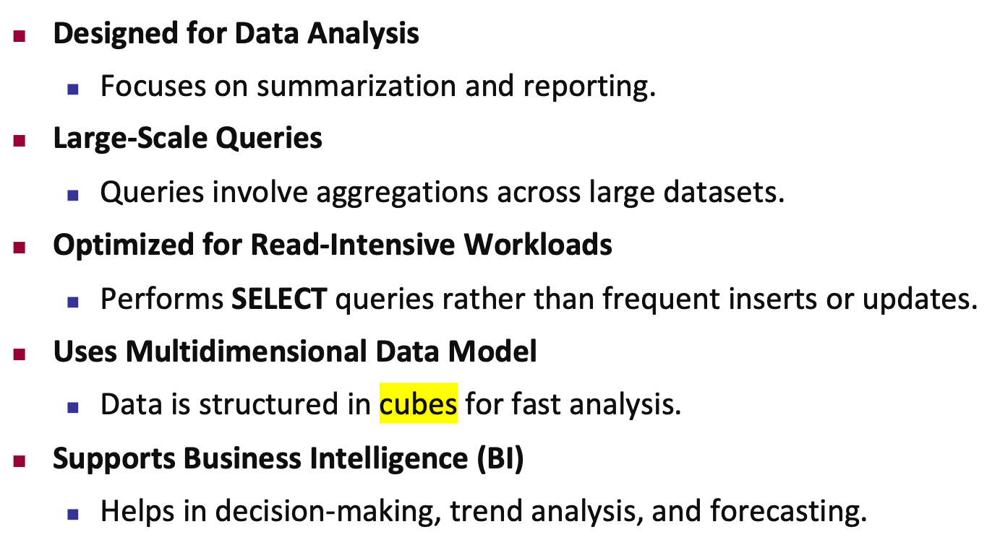 Designed for Data Analysis
Focuses on summarization and reporting.
Large-Scale Queries
Queries involve aggregations across large datasets.
Optimized for Read-Intensive Workloads
Performs SELECT queries rather than frequent inserts or updates.
Uses Multidimensional Data Model
Data is structured in cubes for fast analysis.
Supports Business Intelligence (BI)
Helps in decision-making, trend analysis, and forecasting.